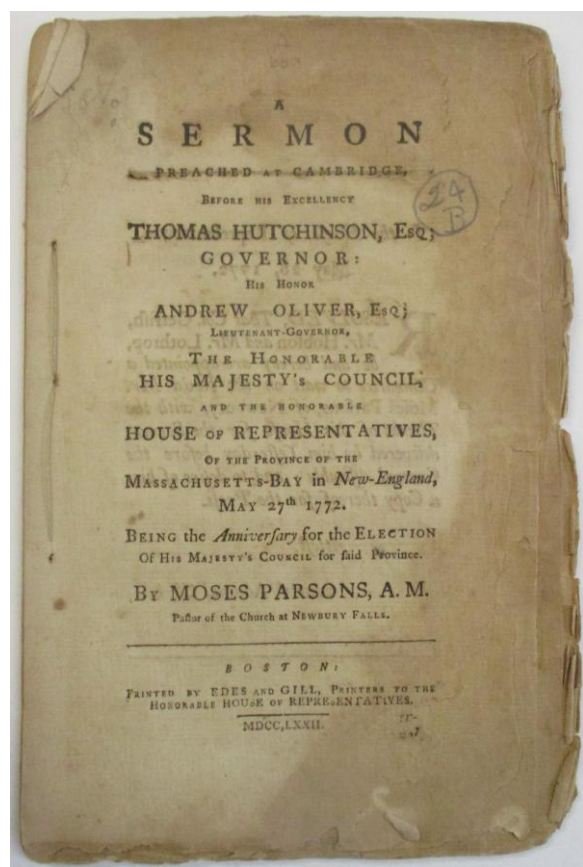 A
SERMON
PREACHED AT CAMBRIDGE,
BEFORE HIS EXCELLENCY
THOMAS HUTCHINSON, Esq;
GOVERNOR:
HIS HONOR
ANDREW OLIVER, Esq;
LIEUTENANT-GOVERNOR,
THE HONORABLE
HIS MAJESTY's COUNCIL,
AND THE HONORABLE
HOUSE OF REPRESENTATIVES,
OF THE PROVINCE OF THE
MASSACHUSETTS-BAY in New-England,
MAY 27th 1772.
BEING the Anniverſary for the ELECTION
Of HIS MAJESTY'S COUNCIL for ſaid Province.
BY MOSES PARSONS, A. M.
Paſtor of the Church at NEWBURY FALLS.
BOSTON:
PRINTED BY EDES AND GILL, PRINTERS TO THE
HONORABLE HOUSE OF REPRESENTATIVES.
MDCC,LXXII.
24
B